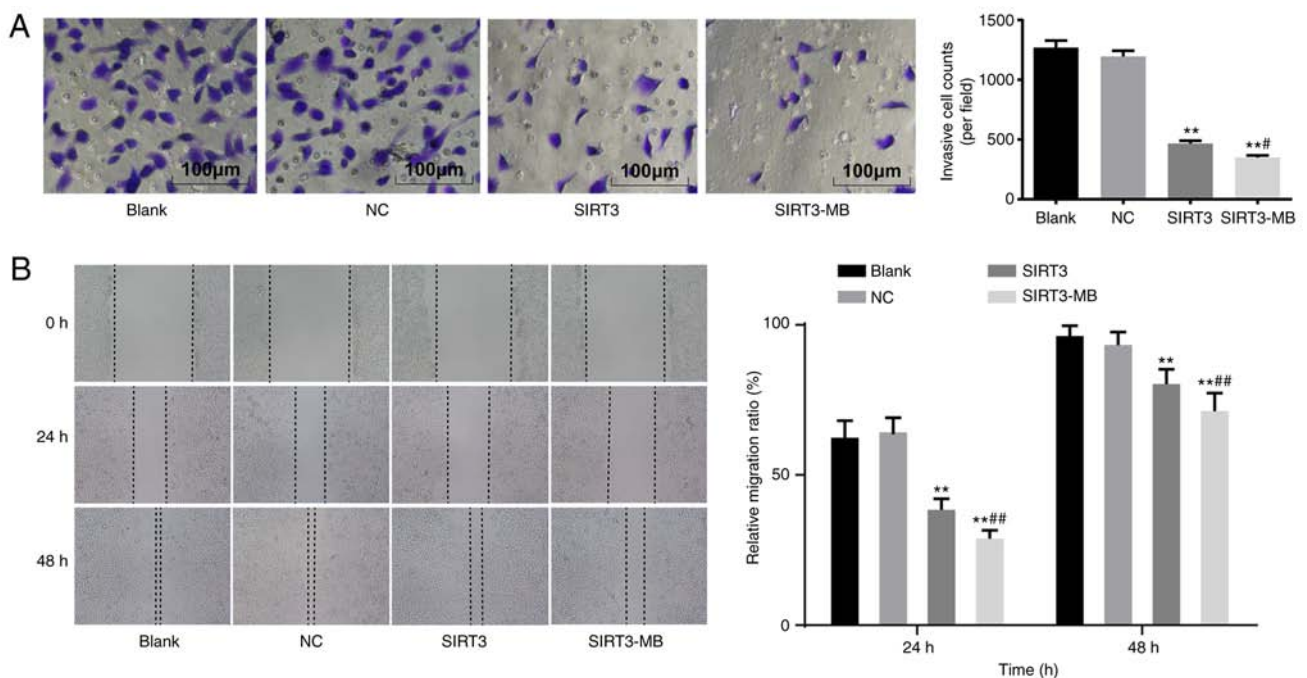 A
100µm
100µm
100µm
100µm
Blank
NC
SIRT3
SIRT3-MB
Invasive cell counts
(per field)
1500
1000
500
0
**
**#
Blank
NC
SIRT3
SIRT3-MB
B
0 h
24 h
48 h
Blank
NC
SIRT3
SIRT3-MB
Blank
NC
SIRT3
SIRT3-MB
Relative migration ratio (%)
100
50
0
**
**##
**
**##
24 h
48 h
Time (h)